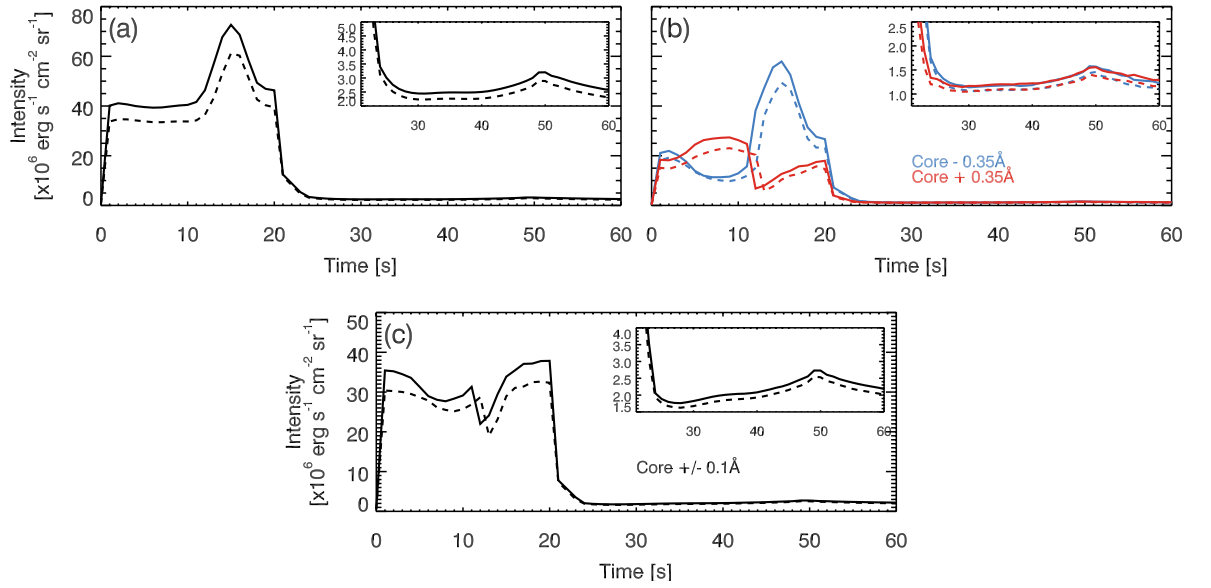 (a)
Intensity
[x10⁶ erg s⁻¹ cm⁻² sr⁻¹]
80
60
40
20
0
0 10 20 30 40 50 60
Time [s]
5.0
4.5
4.0
3.5
3.0
2.5
2.0
30 40 50 60
(b)
2.5
2.0
1.5
1.0
30 40 50 60
Core - 0.35Å
Core + 0.35Å
0 10 20 30 40 50 60
Time [s]
(c)
Intensity
[x10⁶ erg s⁻¹ cm⁻² sr⁻¹]
50
40
30
20
10
0
0 10 20 30 40 50 60
Time [s]
4.0
3.5
3.0
2.5
2.0
1.5
30 40 50 60
Core +/- 0.1Å